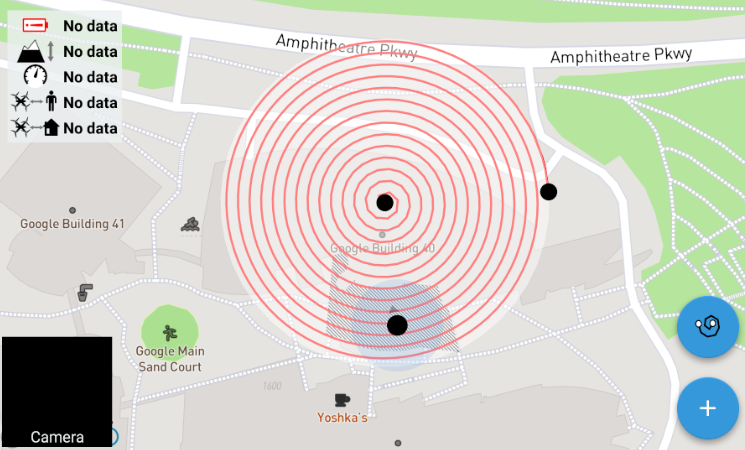 No data
No data
No data
No data
No data
Amphitheatre Pkwy
Amphitheatre Pkwy
Google Building 41
Google Building 40
Google Main
Sand Court
1600
Yoshka's
Camera